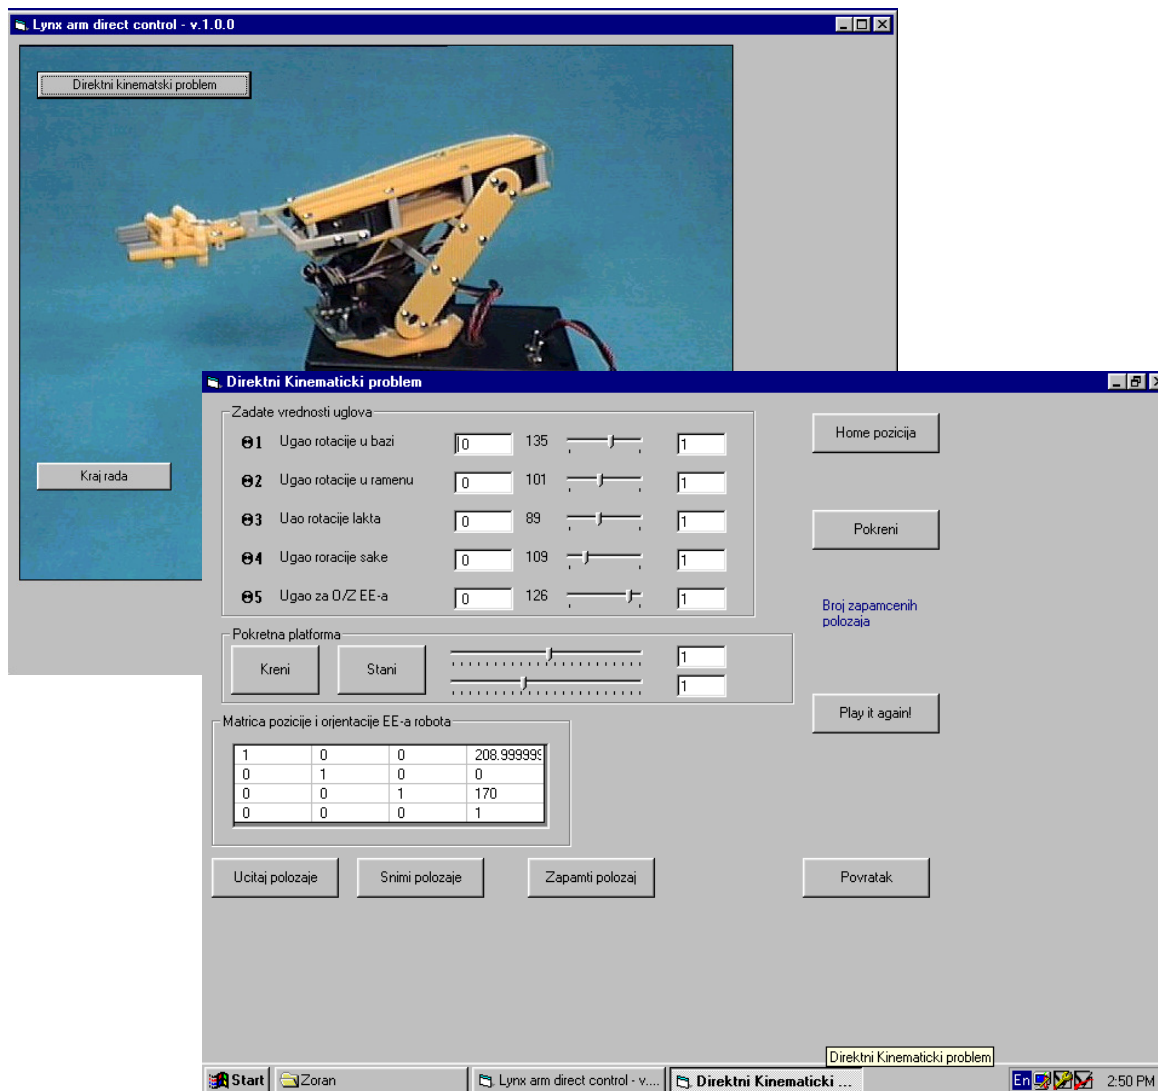 Lynx arm direct control - v.1.0.0
Direktni kinematski problem
Kraj rada
Direktni Kinematicki problem
Zadate vrednosti uglova
Θ1 Ugao rotacije u bazi 0 135 1
Θ2 Ugao rotacije u ramenu 0 101 1
Θ3 Uao rotacije lakta 0 89 1
Θ4 Ugao roracije sake 0 109 1
Θ5 Ugao za O/Z EE-a 0 126 1
Home pozicija
Pokreni
Broj zapamcenih
polozaja
Pokretna platforma
Kreni Stani 1
1
Play it again!
Matrica pozicije i orjentacije EE-a robota
1 0 0 208.999999
0 1 0 0
0 0 1 170
0 0 0 1
Ucitaj polozaje Snimi polozaje Zapamti polozaj Povratak
Direktni Kinematicki problem
Start Zoran Lynx arm direct control - v.... Direktni Kinematicki ... En 2:50 PM